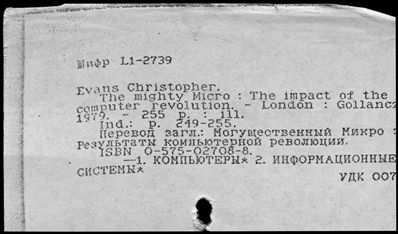 Шифр L1-2739
Evans Christopher.
The mighty Micro : The impact of the
computer revolution. - London : Gollancz
1979. - 255 p. : ill.
Ind.: p. 249-255.
Перевод загл.: Могущественный Микро :
Результаты компьютерной революции.
ISBN 0-575-02708-8.
—1. КОМПЬЮТЕРЫ* 2. ИНФОРМАЦИОННЫЕ
СИСТЕМЫ*
УДК 007